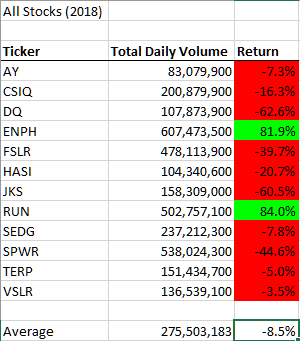 All Stocks (2018)
Ticker Total Daily Volume Return
AY 83,079,900 -7.3%
CSIQ 200,879,900 -16.3%
DQ 107,873,900 -62.6%
ENPH 607,473,500 81.9%
FSLR 478,113,900 -39.7%
HASI 104,340,600 -20.7%
JKS 158,309,000 -60.5%
RUN 502,757,100 84.0%
SEDG 237,212,300 -7.8%
SPWR 538,024,300 -44.6%
TERP 151,434,700 -5.0%
VSLR 136,539,100 -3.5%
Average 275,503,183 -8.5%